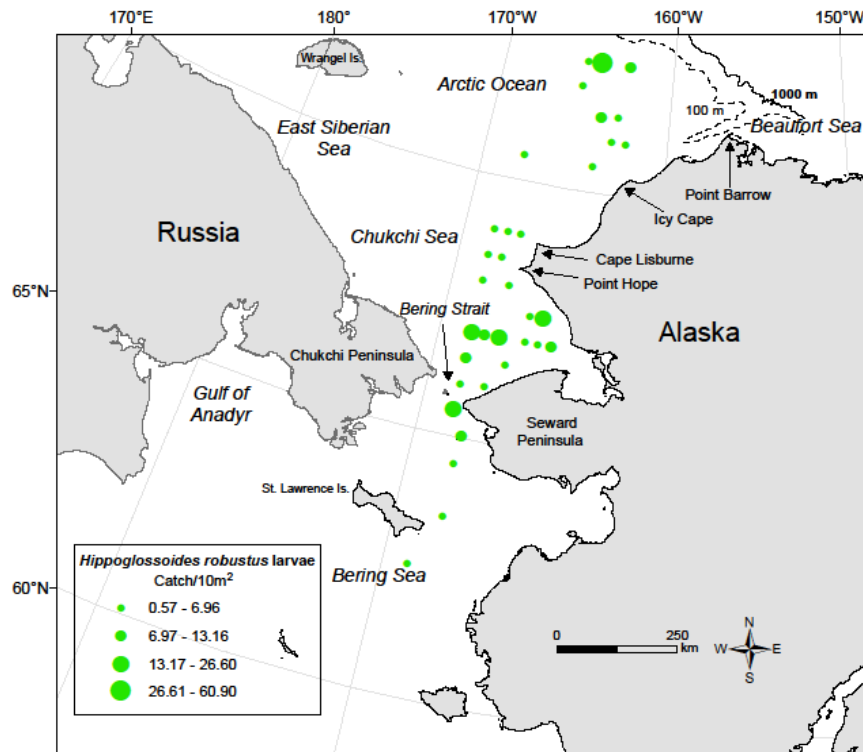 170°E
180°
170°W
160°W
150°W
Wrangel Is.
Arctic Ocean
1000 m
100 m
Beaufort Sea
East Siberian
Sea
Point Barrow
Icy Cape
Russia
Chukchi Sea
Cape Lisburne
Point Hope
65°N
Bering Strait
Alaska
Chukchi Peninsula
Gulf of
Anadyr
Seward
Peninsula
St. Lawrence Is.
Hippoglossoides robustus larvae
Catch/10m²
0.57 - 6.96
6.97 - 13.16
13.17 - 26.60
26.61 - 60.90
Bering Sea
60°N
0
250
km
N
W
E
S